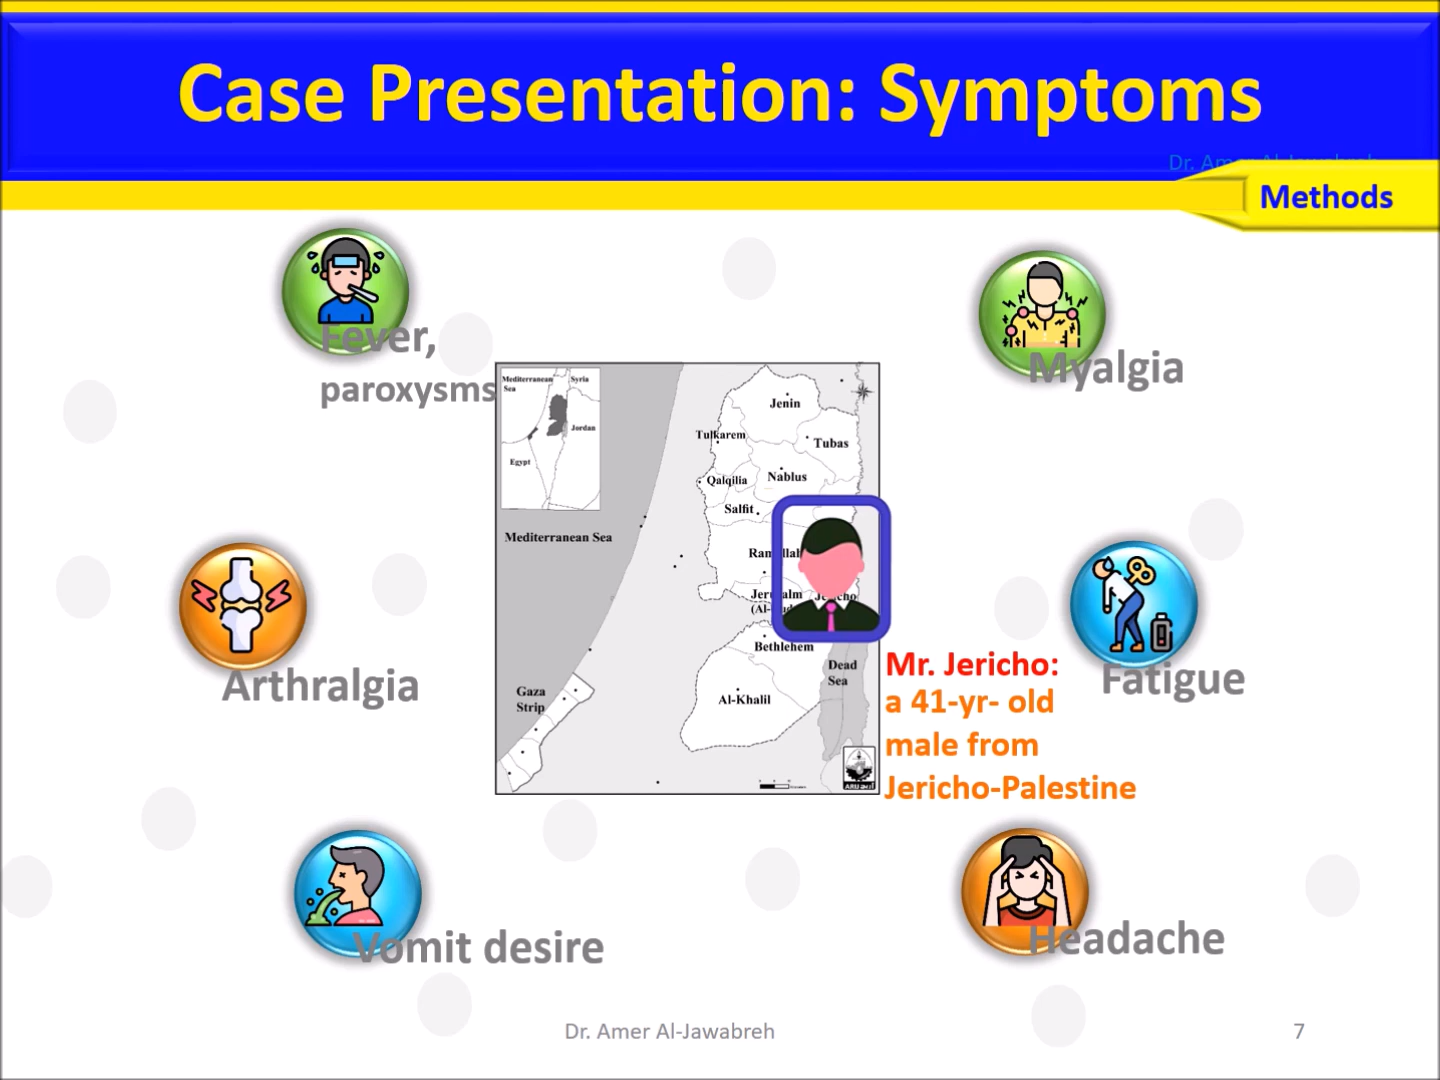 Case Presentation: Symptoms
Methods
Fever,
paroxysms
Myalgia
Mediterranean
Sea
Syria
Jordan
Egypt
Jenin
Tulkarem
Tubas
Qalqilia
Nablus
Salfit
Mediterranean Sea
Bethlehem
Dead
Sea
Gaza
Strip
Al-Khalil
Arthralgia
Fatigue
Mr. Jericho:
a 41-yr- old
male from
Jericho-Palestine
Vomit desire
Headache
Dr. Amer Al-Jawabreh
7